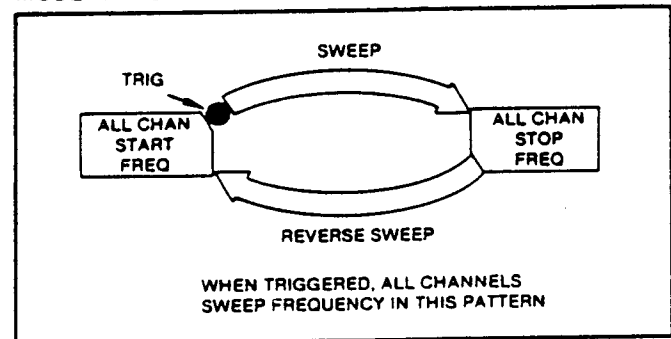 SWEEP
TRIG
ALL CHAN
START
FREQ
ALL CHAN
STOP
FREQ
REVERSE SWEEP
WHEN TRIGGERED, ALL CHANNELS
SWEEP FREQUENCY IN THIS PATTERN